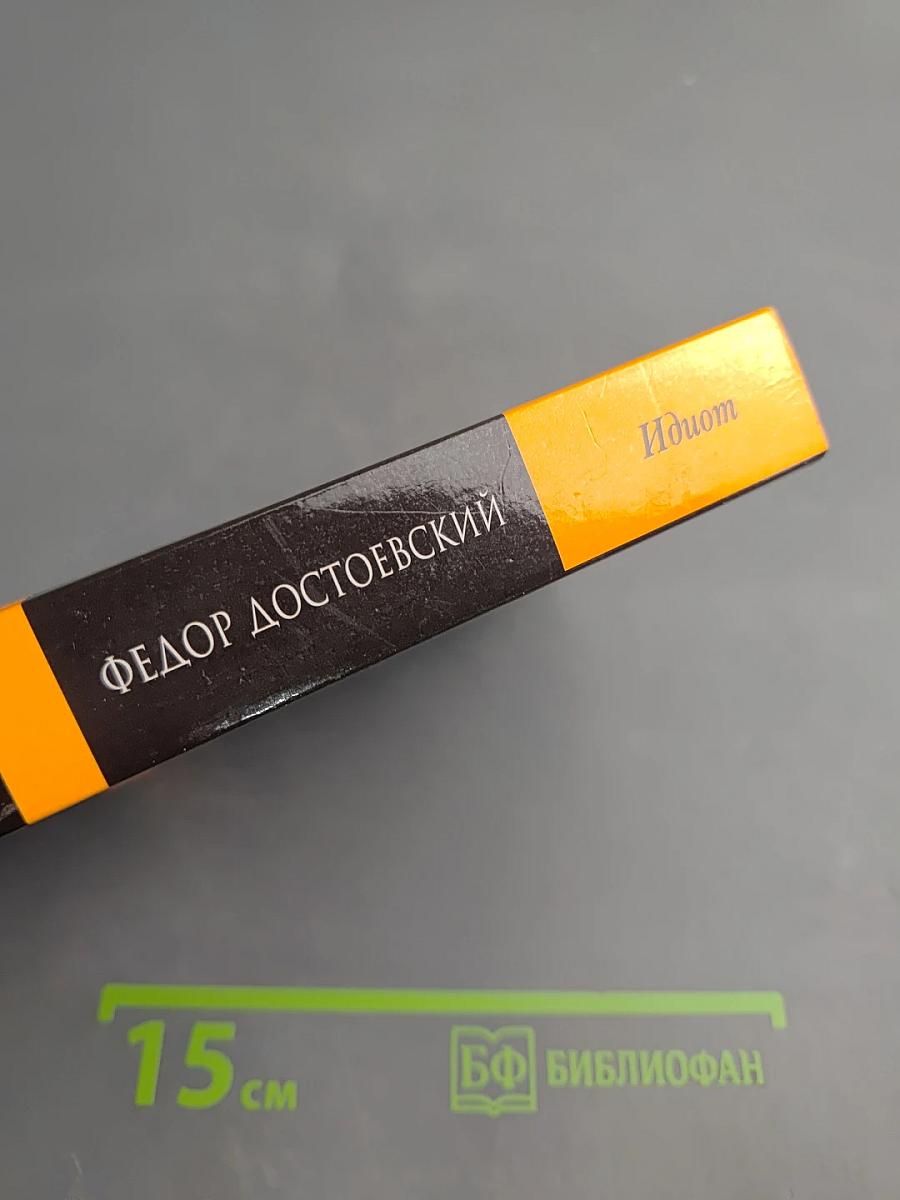 Идиот
ФЕДОР ДОСТОЕВСКИЙ
15 см
БФ БИБЛИОФАН